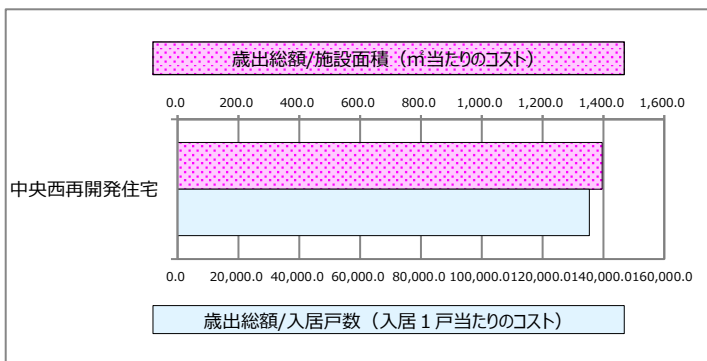 歳出総額/施設面積（㎡当たりのコスト）
0.0 200.0 400.0 600.0 800.0 1,000.0 1,200.0 1,400.0 1,600.0
中央西再開発住宅
0.0 20,000.0 40,000.0 60,000.0 80,000.0 100,000.0 120,000.0 140,000.0 160,000.0
歳出総額/入居戸数（入居１戸当たりのコスト）